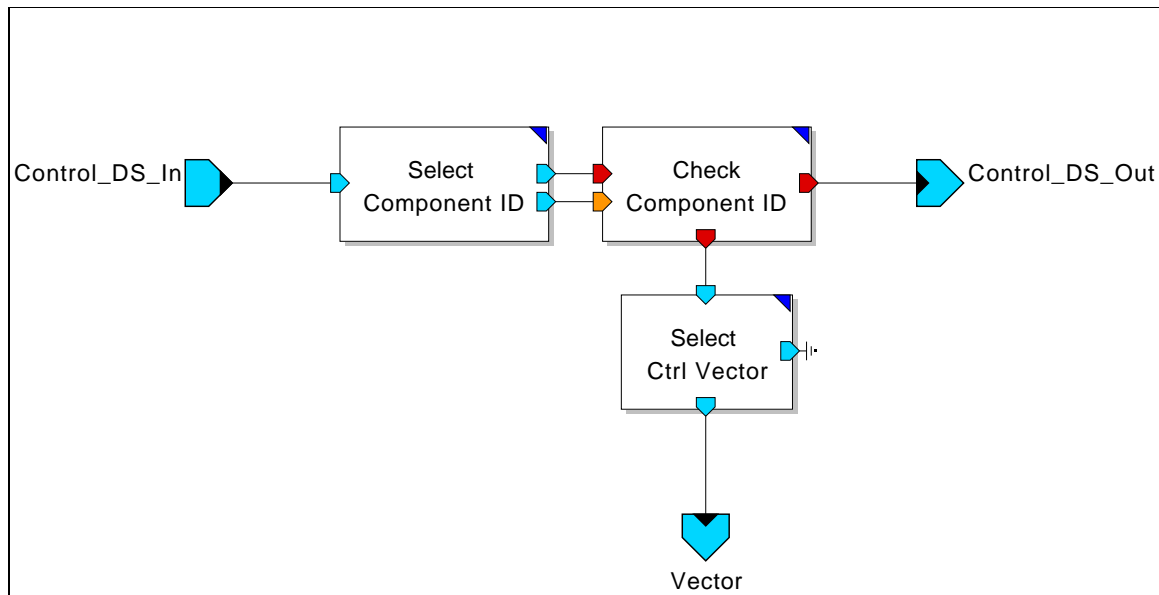 Control_DS_In
Select
Component ID
Check
Component ID
Control_DS_Out
Select
Ctrl Vector
Vector